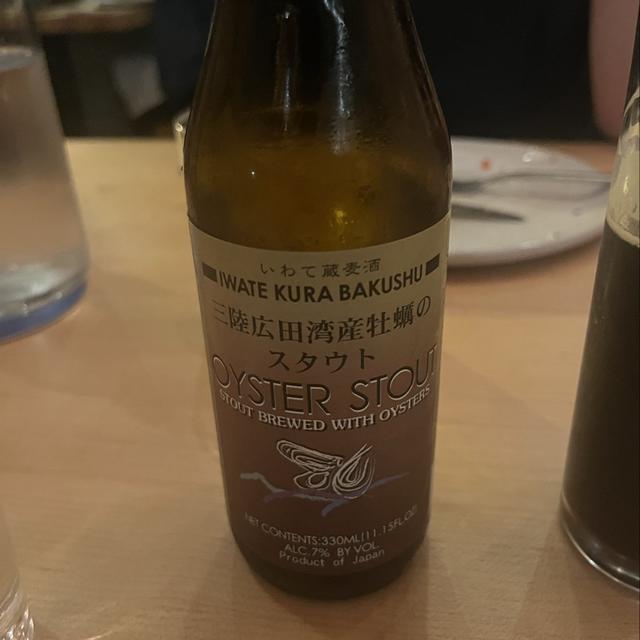 いわて蔵麦酒
IWATE KURA BAKUSHU
三陸広田湾産牡蠣の
スタウト
OYSTER STOUT
STOUT BREWED WITH OYSTERS
NET CONTENTS:330ML(11.15FL.OZ)
ALC.7% BY VOL.
Product of Japan